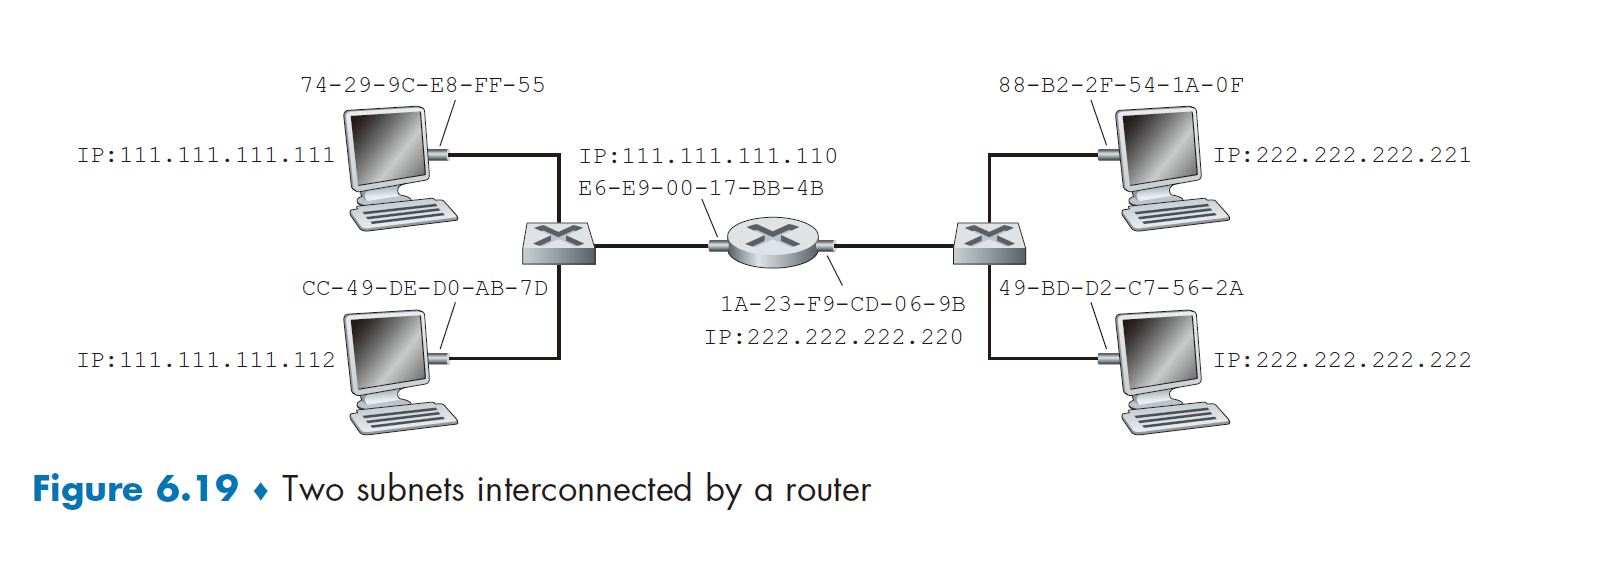 74-29-9C-E8-FF-55
88-B2-2F-54-1A-0F
IP:111.111.111.111
IP:111.111.111.110
E6-E9-00-17-BB-4B
IP:222.222.222.221
CC-49-DE-D0-AB-7D
1A-23-F9-CD-06-9B
IP:222.222.222.220
49-BD-D2-C7-56-2A
IP:111.111.111.112
IP:222.222.222.222
Figure 6.19 ♦ Two subnets interconnected by a router